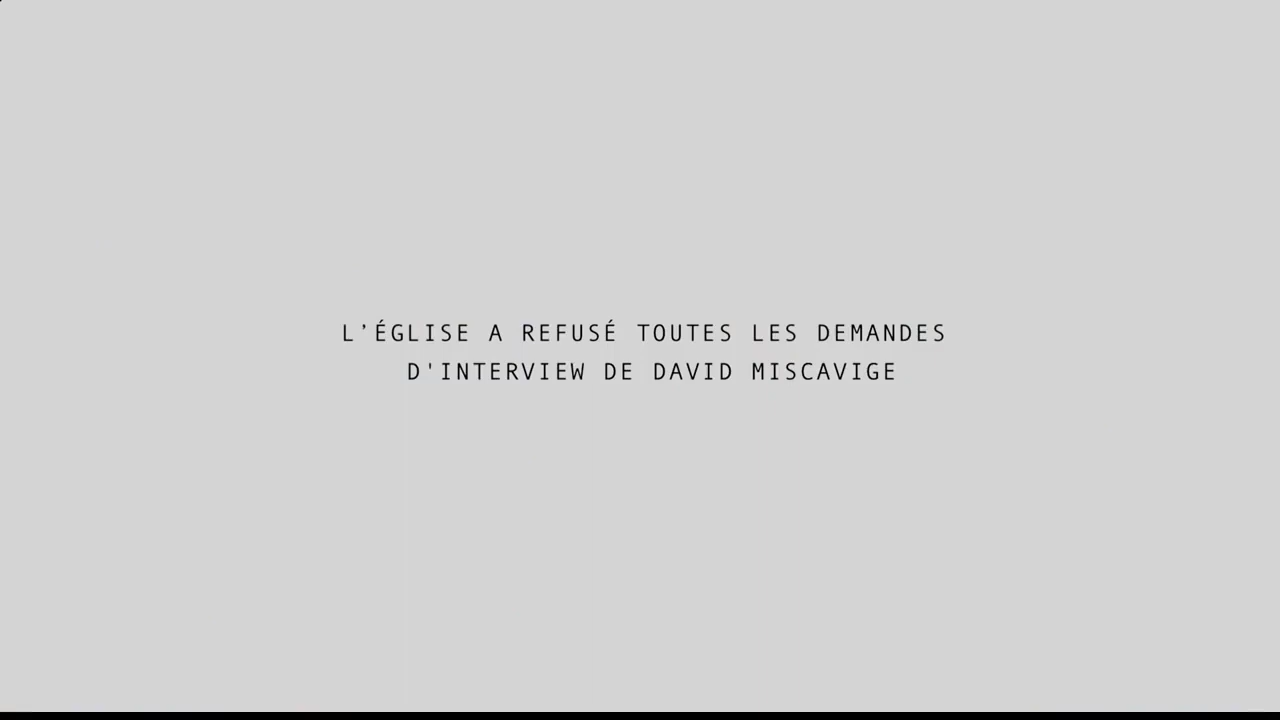 L’ÉGLISE A REFUSÉ TOUTES LES DEMANDES
D'INTERVIEW DE DAVID MISCAVIGE